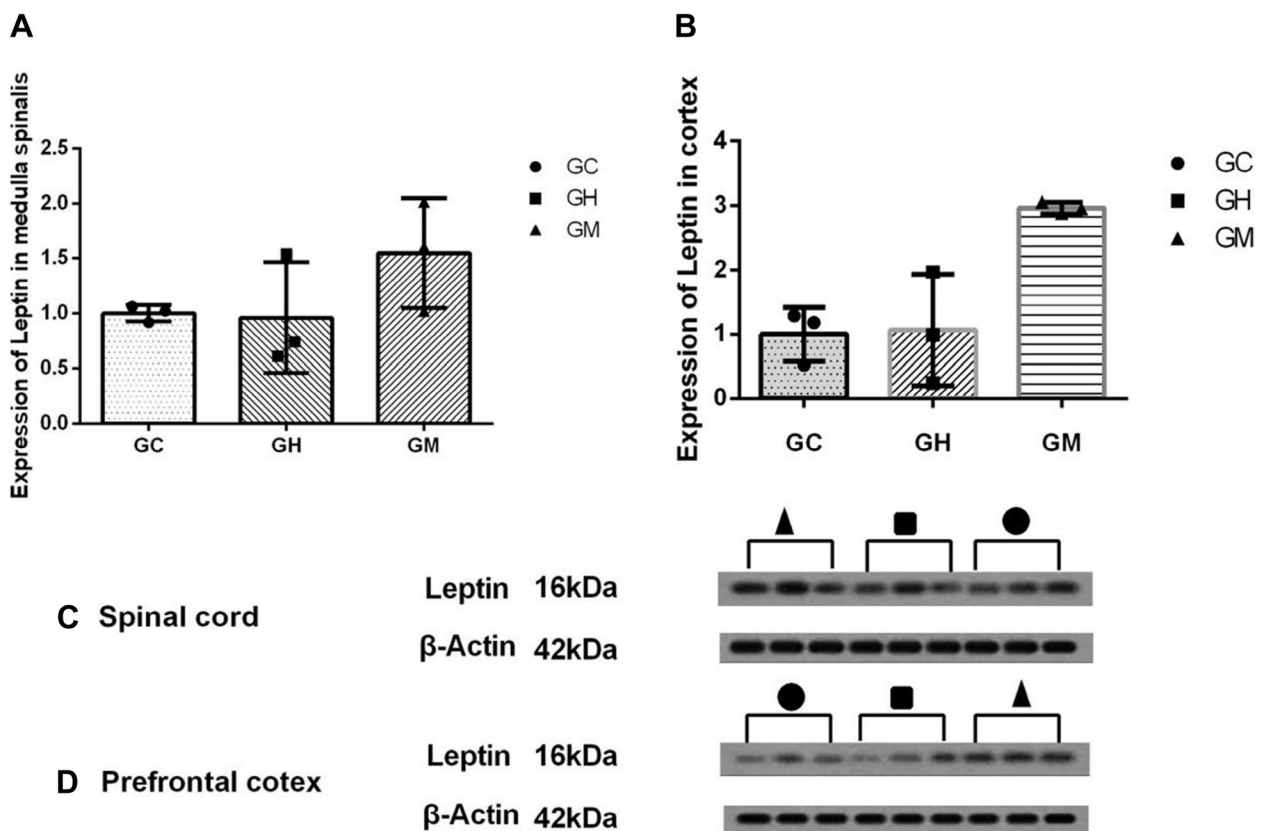 A
Expression of Leptin in medulla spinalis
2.5
2.0
1.5
1.0
0.5
0.0
GC
GH
GM
GC
GH
GM
B
Expression of Leptin in cortex
4
3
2
1
0
GC
GH
GM
GC
GH
GM
C Spinal cord
Leptin 16kDa
β-Actin 42kDa
D Prefrontal cotex
Leptin 16kDa
β-Actin 42kDa